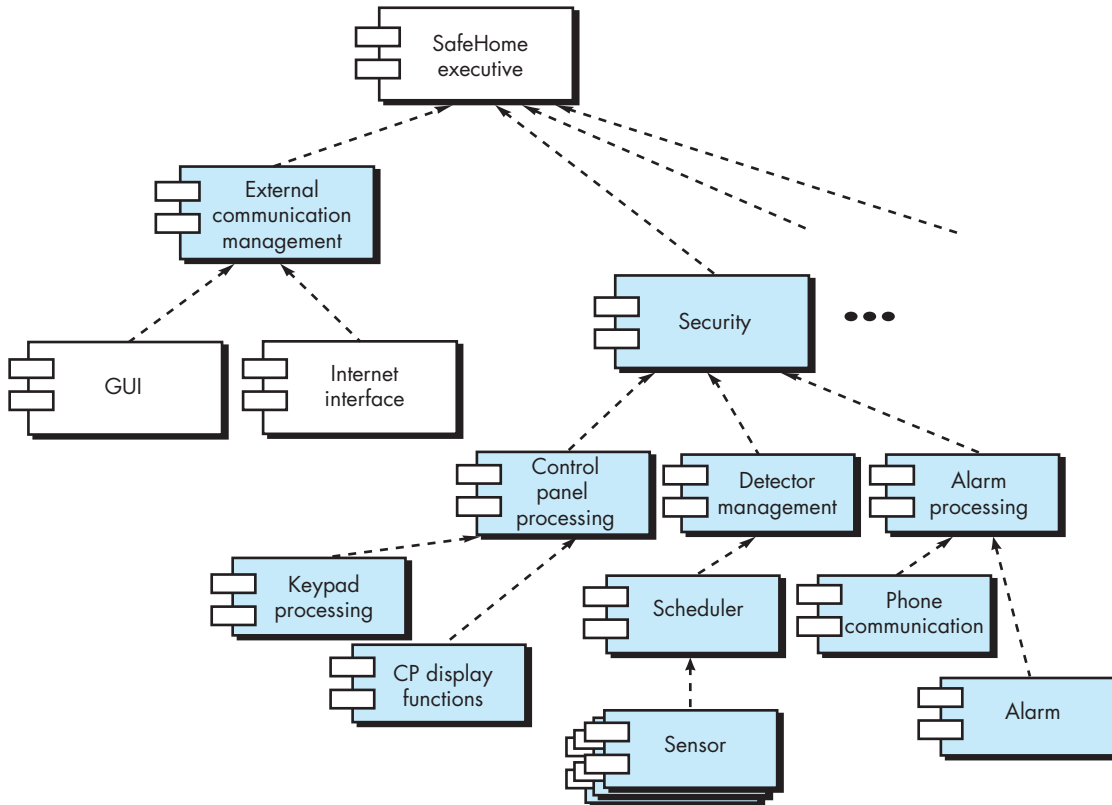 SafeHome
executive
External
communication
management
Security
GUI
Internet
interface
Control
panel
processing
Detector
management
Alarm
processing
Keypad
processing
Scheduler
Phone
communication
CP display
functions
Sensor
Alarm